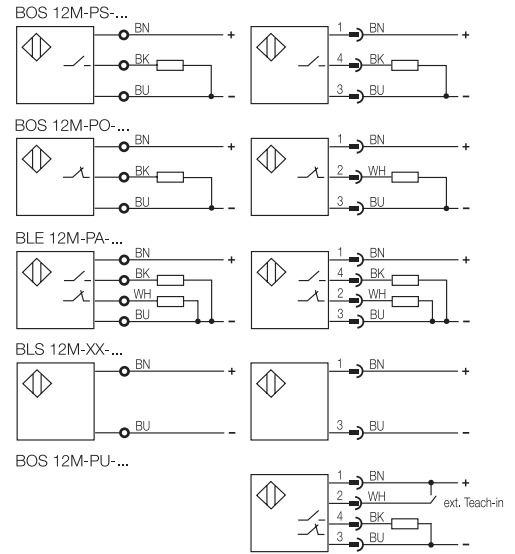 BOS 12M-PS-...
BN +
BK
BU –
1 BN +
4 BK
3 BU –
BOS 12M-PO-...
BN +
BK
BU –
1 BN +
2 WH
3 BU –
BLE 12M-PA-...
BN +
BK
WH
BU –
1 BN +
4 BK
2 WH
3 BU –
BLS 12M-XX-...
BN +
BU –
1 BN +
3 BU –
BOS 12M-PU-...
1 BN +
2 WH ext. Teach-in
4 BK
3 BU –